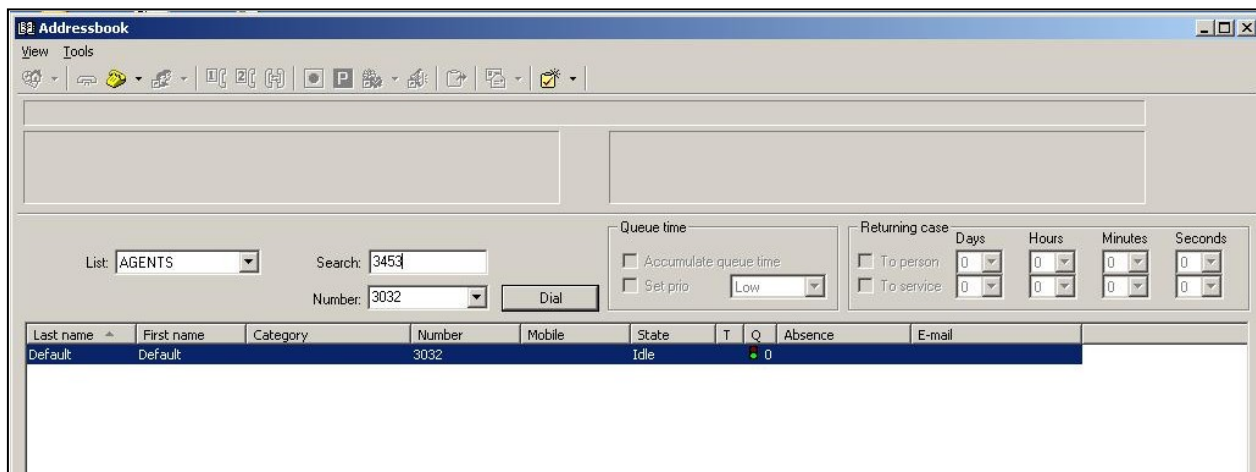 Addressbook
View Tools
1 2 P
Queue time
Returning case Days Hours Minutes Seconds
List: AGENTS Search: 3453 Accumulate queue time To person 0 0 0 0
Number: 3032 Dial Set prio Low To service 0 0 0 0
Last name First name Category Number Mobile State T Q Absence E-mail
Default Default 3032 Idle 0